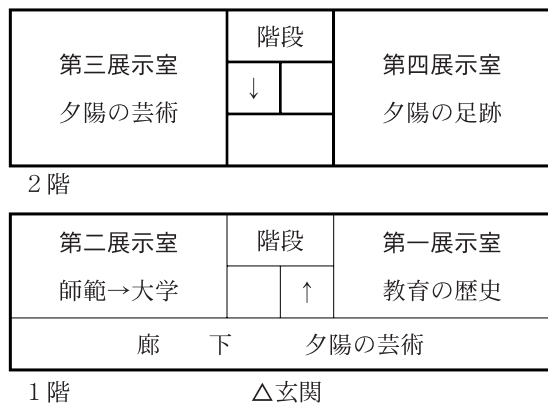 階段
第三展示室 第四展示室
夕陽の芸術 ↓ 夕陽の足跡
2階
第二展示室 階段 第一展示室
師範→大学 ↑ 教育の歴史
廊 下 夕陽の芸術
1階 △玄関